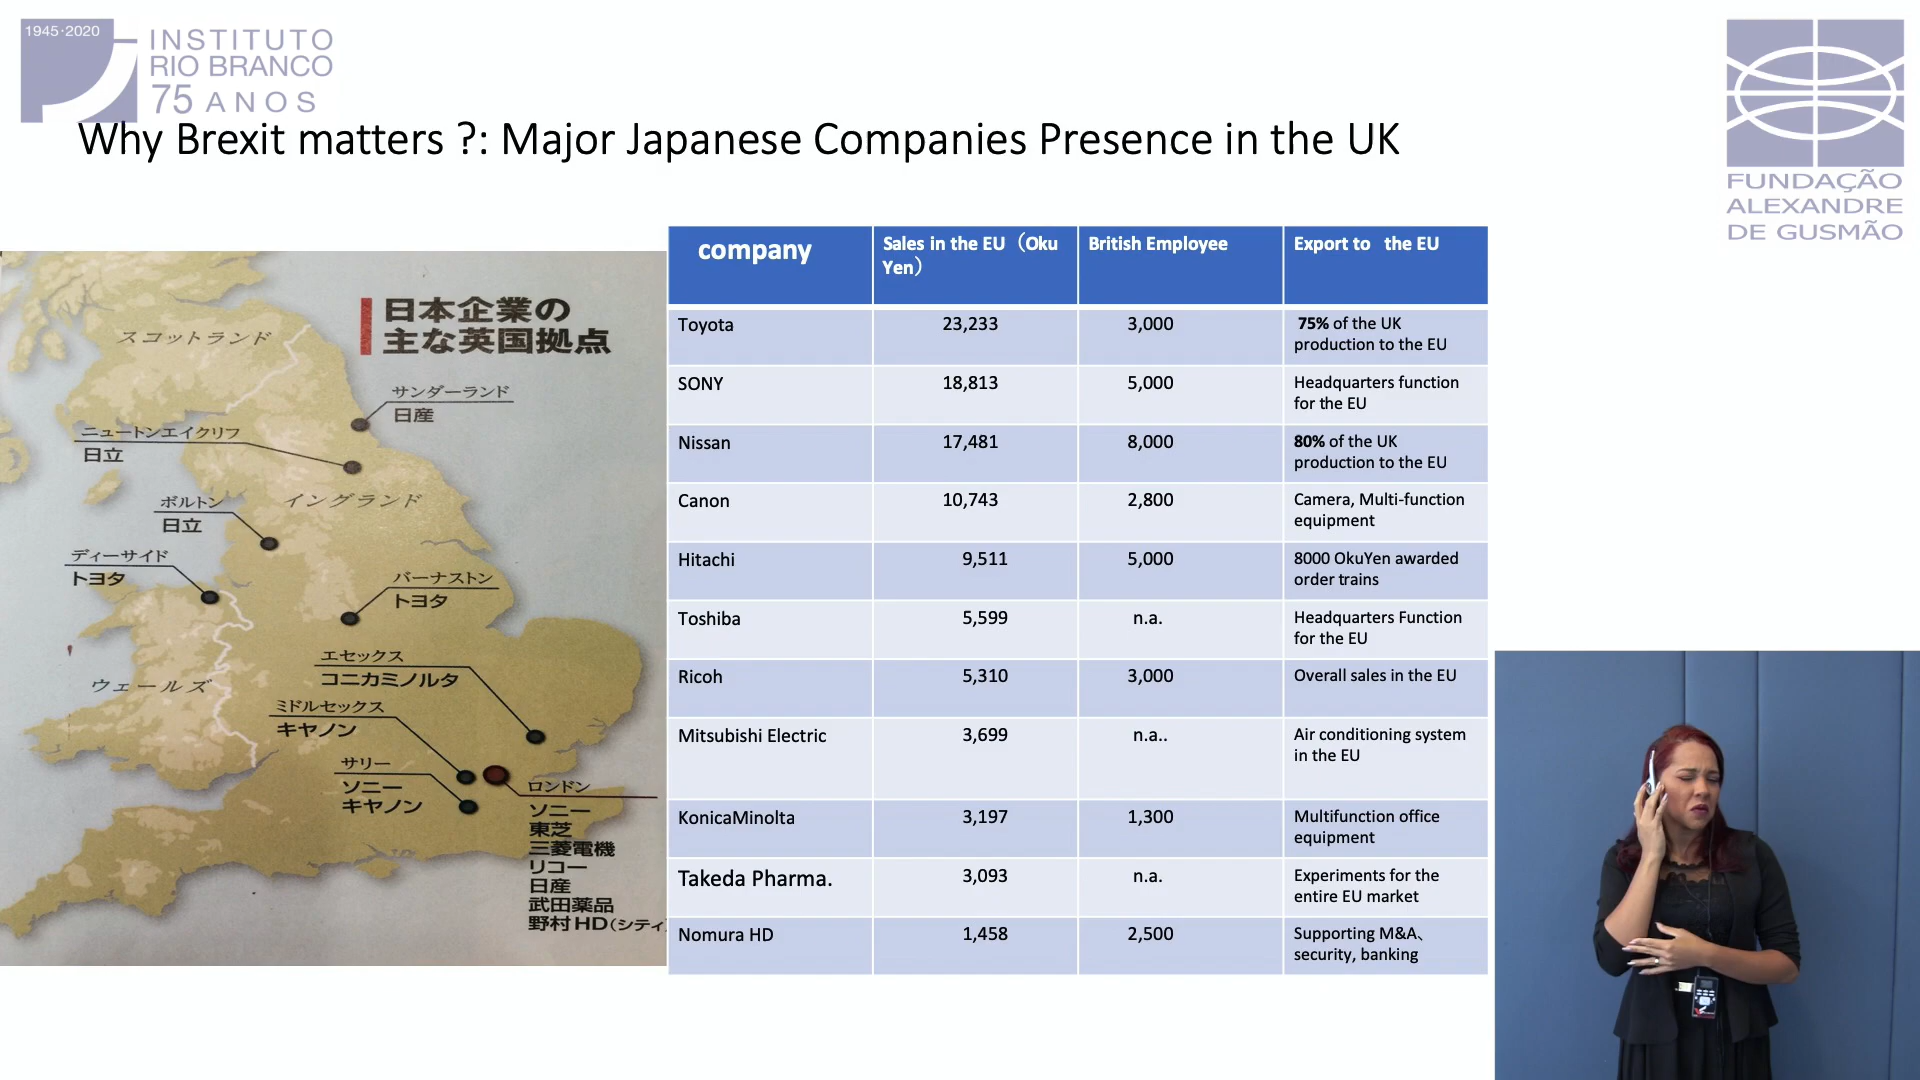 1945·2020
INSTITUTO
RIO BRANCO
75 ANOS
FUNDAÇÃO
ALEXANDRE
DE GUSMÃO
Why Brexit matters ?: Major Japanese Companies Presence in the UK
日本企業の
主な英国拠点
スコットランド
サンダーランド
日産
ニュートンエイクリフ
日立
ボルトン
日立
イングランド
ディーサイド
トヨタ
バーナストン
トヨタ
エセックス
コニカミノルタ
ウェールズ
ミドルセックス
キヤノン
サリー
ソニー
キヤノン
ロンドン
ソニー
東芝
三菱電機
リコー
日産
武田薬品
野村HD(シティ
company
Sales in the EU（Oku
Yen）
British Employee
Export to the EU
Toyota
23,233
3,000
75% of the UK
production to the EU
SONY
18,813
5,000
Headquarters function
for the EU
Nissan
17,481
8,000
80% of the UK
production to the EU
Canon
10,743
2,800
Camera, Multi-function
equipment
Hitachi
9,511
5,000
8000 OkuYen awarded
order trains
Toshiba
5,599
n.a.
Headquarters Function
for the EU
Ricoh
5,310
3,000
Overall sales in the EU
Mitsubishi Electric
3,699
n.a..
Air conditioning system
in the EU
KonicaMinolta
3,197
1,300
Multifunction office
equipment
Takeda Pharma.
3,093
n.a.
Experiments for the
entire EU market
Nomura HD
1,458
2,500
Supporting M&A、
security, banking